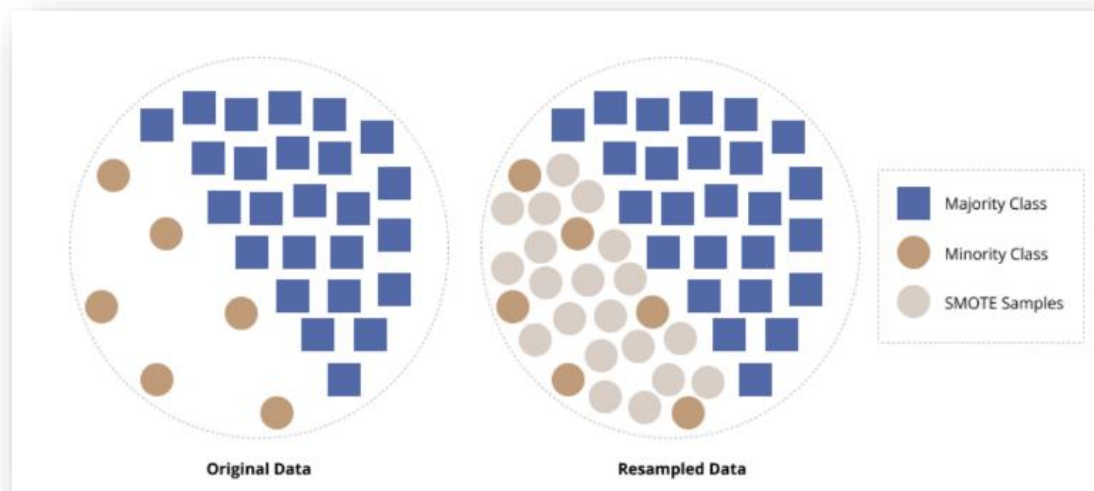 Majority Class
Minority Class
SMOTE Samples
Original Data
Resampled Data